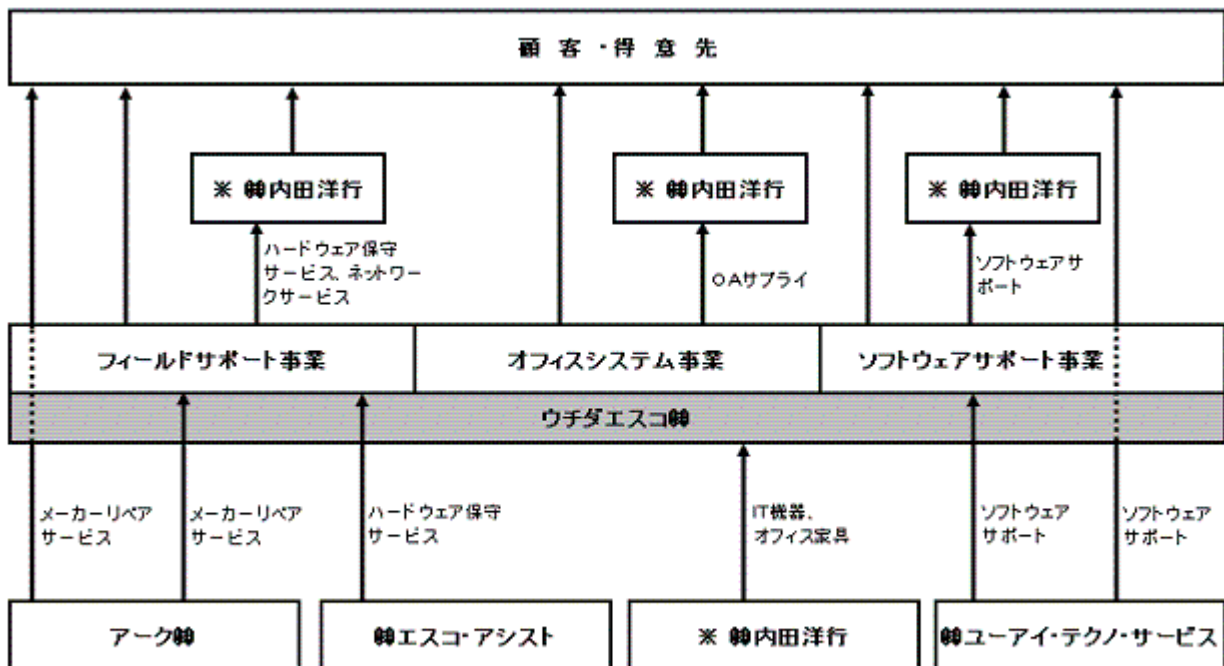 顧 客 ・ 得 意 先
※ ㈱内田洋行
※ ㈱内田洋行
※ ㈱内田洋行
ハードウェア保守
サービス、ネットワー
クサービス
OAサプライ
ソフトウェアサ
ポート
フィールドサポート事業
オフィスシステム事業
ソフトウェアサポート事業
ウチダエスコ㈱
メーカーリペア
サービス
メーカーリペア
サービス
ハードウェア保守
サービス
IT機器、
オフィス家具
ソフトウェア
サポート
ソフトウェア
サポート
アーク㈱
㈱エスコ・アシスト
※ ㈱内田洋行
㈱ユーアイ・テクノ・サービス